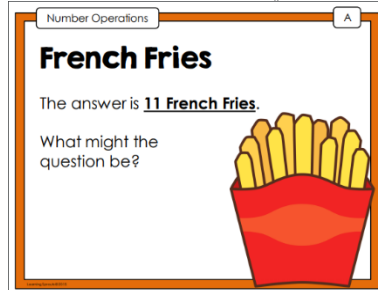 Number Operations
A
French Fries
The answer is 11 French Fries.
What might the
question be?